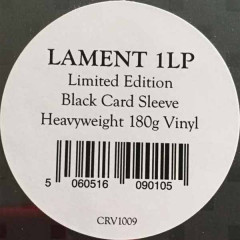 LAMENT 1LP
Limited Edition
Black Card Sleeve
Heavyweight 180g Vinyl
5 060516 090105
CRV1009